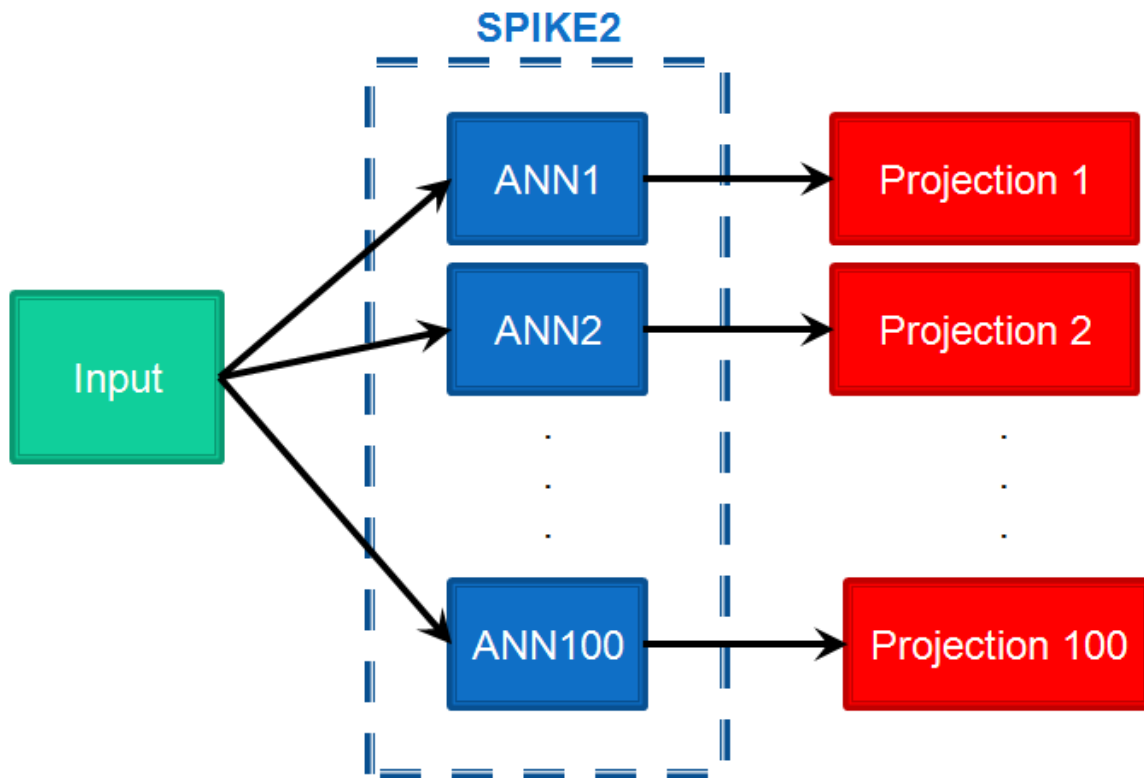 SPIKE2
ANN1
Projection 1
ANN2
Projection 2
Input
.
.
.
.
.
.
ANN100
Projection 100